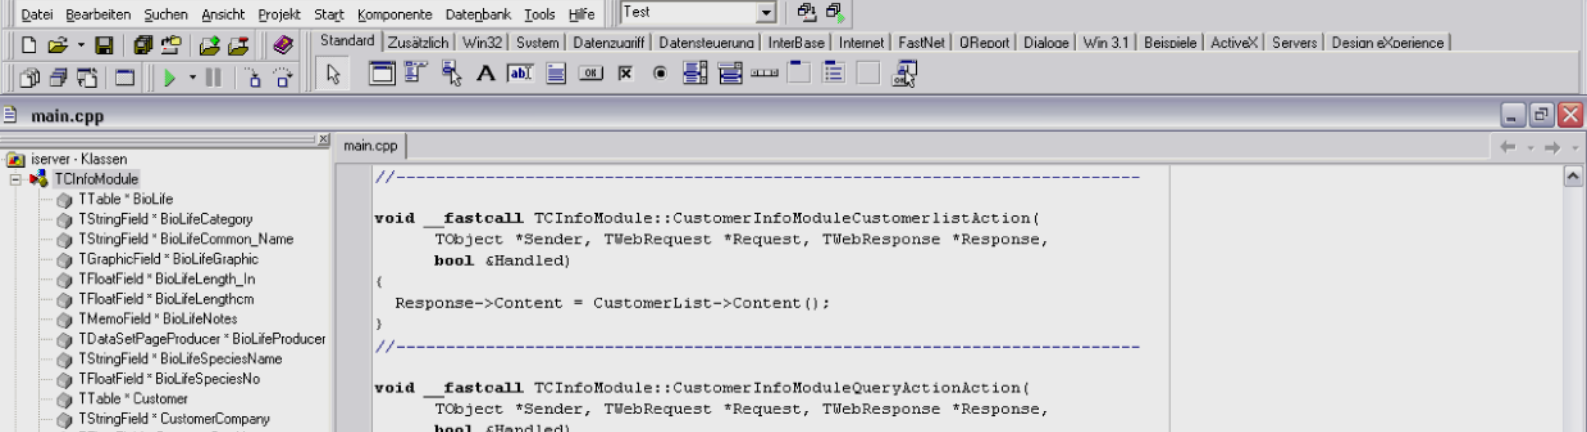 Datei Bearbeiten Suchen Ansicht Projekt Start Komponente Datenbank Tools Hilfe Test
Standard Zusätzlich Win32 System Datenzugriff Datensteuerung InterBase Internet FastNet QReport Dialoge Win 3.1 Beispiele ActiveX Servers Design eXperience
A abI OK
main.cpp
main.cpp
iserver - Klassen
TCInfoModule
TTable * BioLife
TStringField * BioLifeCategory
TStringField * BioLifeCommon_Name
TGraphicField * BioLifeGraphic
TFloatField * BioLifeLength_In
TFloatField * BioLifeLengthcm
TMemoField * BioLifeNotes
TDataSetPageProducer * BioLifeProducer
TStringField * BioLifeSpeciesName
TFloatField * BioLifeSpeciesNo
TTable * Customer
TStringField * CustomerCompany
//---------------------------------------------------------------------------
void __fastcall TCInfoModule::CustomerInfoModuleCustomerlistAction(
TObject *Sender, TWebRequest *Request, TWebResponse *Response,
bool &Handled)
{
Response->Content = CustomerList->Content();
}
//---------------------------------------------------------------------------
void __fastcall TCInfoModule::CustomerInfoModuleQueryActionAction(
TObject *Sender, TWebRequest *Request, TWebResponse *Response,
bool &Handled)